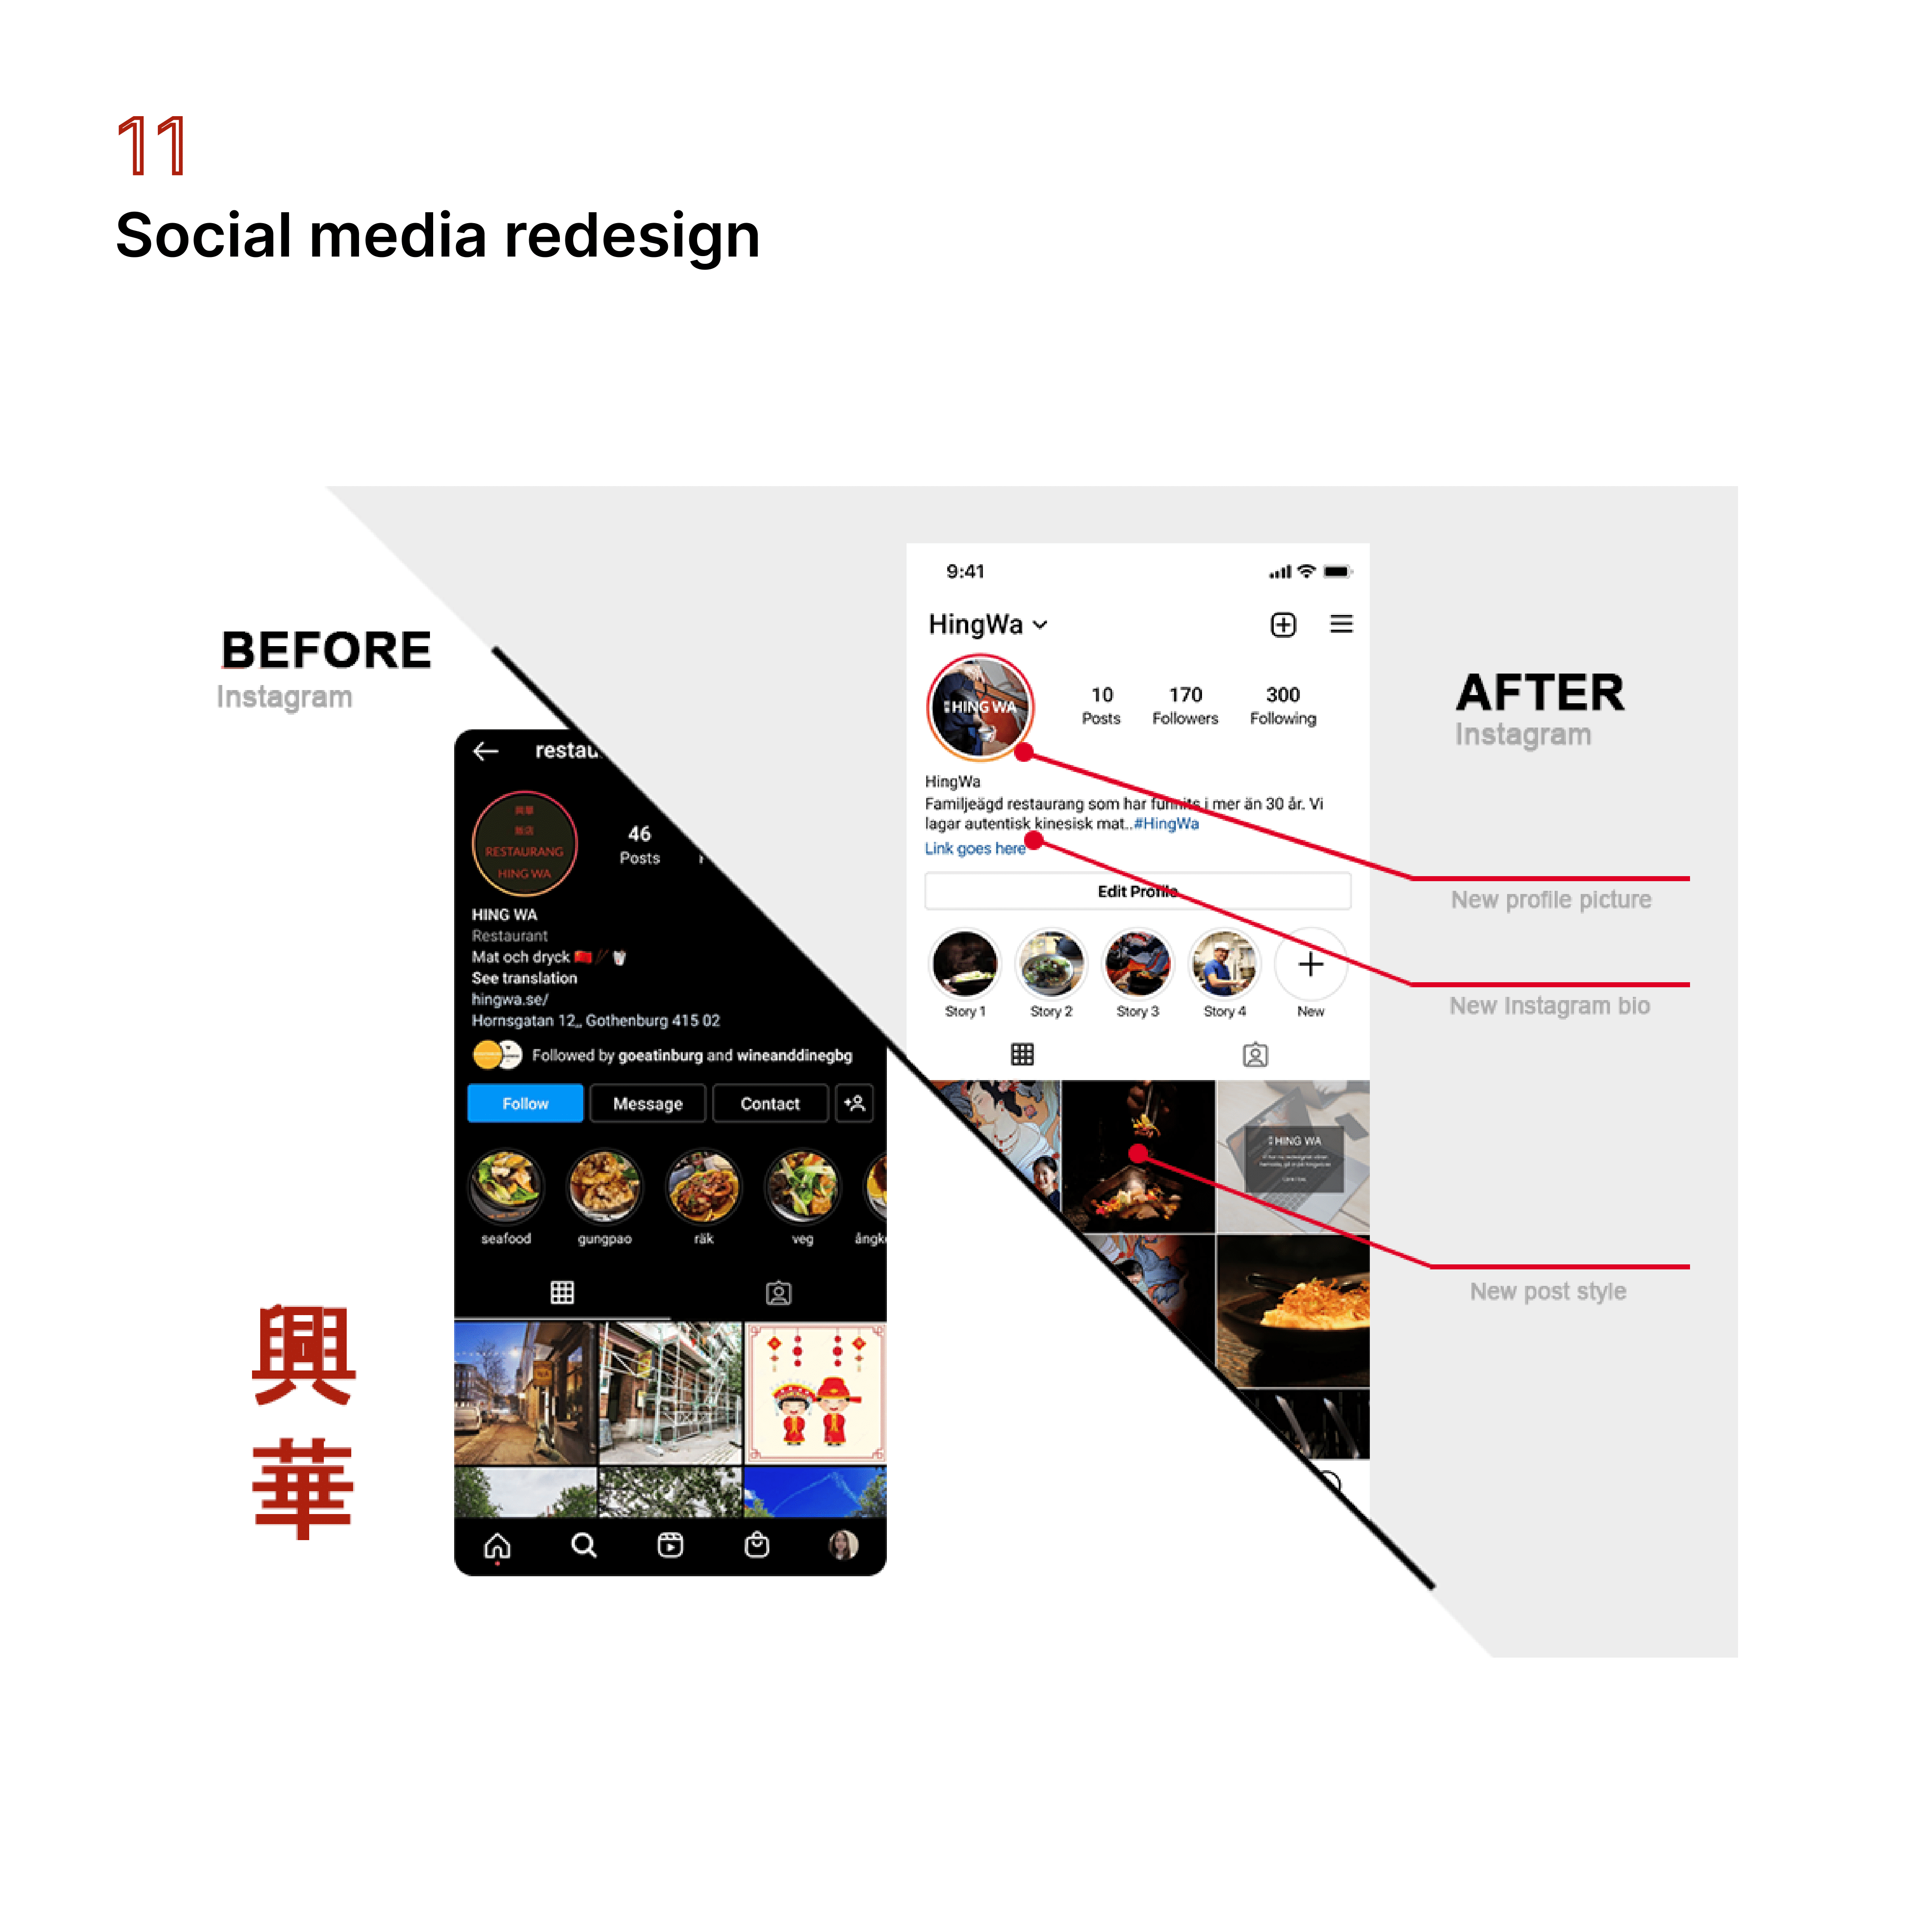 11
Social media redesign
BEFORE
Instagram
restau
興華
飯店
RESTAURANG
HING WA
46
Posts
HING WA
Restaurant
Mat och dryck
See translation
hingwa.se/
Hornsgatan 12,, Gothenburg 415 02
Followed by goeatinburg and wineanddinegbg
Follow
Message
Contact
seafood
gungpao
räk
veg
ångk
興
華
9:41
HingWa
HING WA
10
Posts
170
Followers
300
Following
HingWa
Familjeägd restaurang som har funnits i mer än 30 år. Vi
lagar autentisk kinesisk mat..#HingWa
Link goes here
Edit Profile
Story 1
Story 2
Story 3
Story 4
New
HING WA
AFTER
Instagram
New profile picture
New Instagram bio
New post style